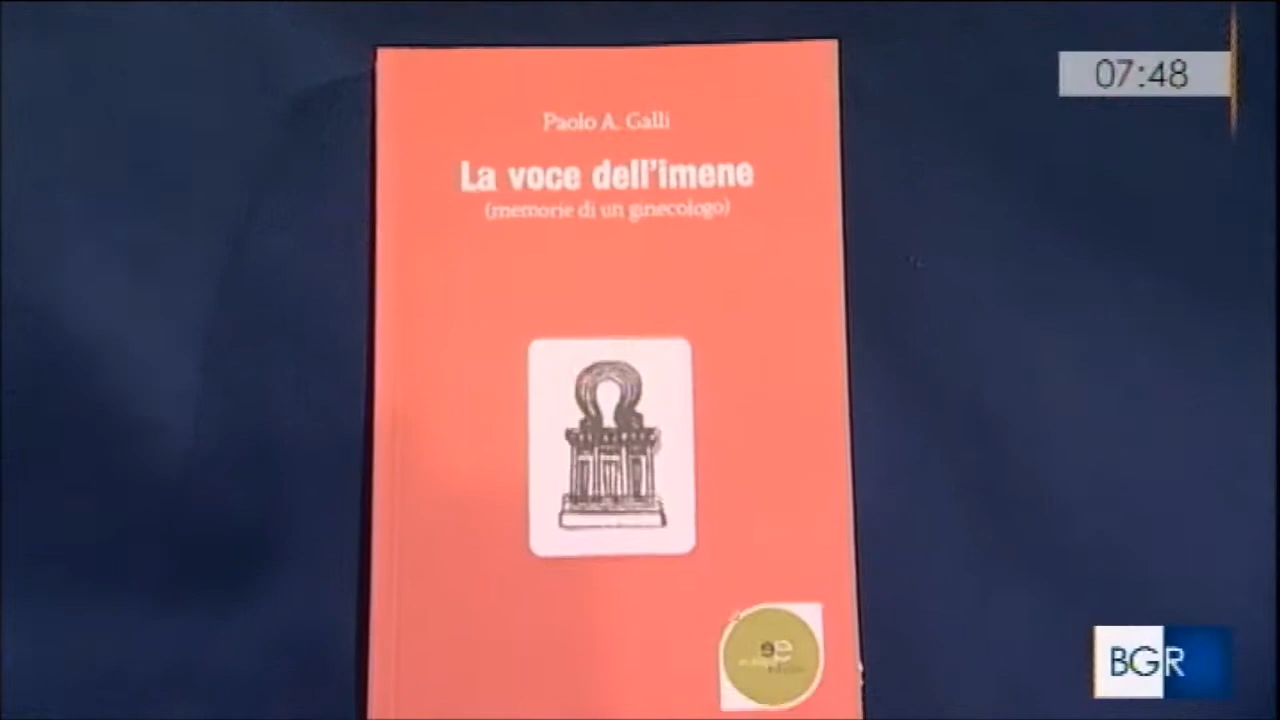 07:48
Paolo A. Galli
La voce dell'imene
(memorie di un ginecologo)
BGR